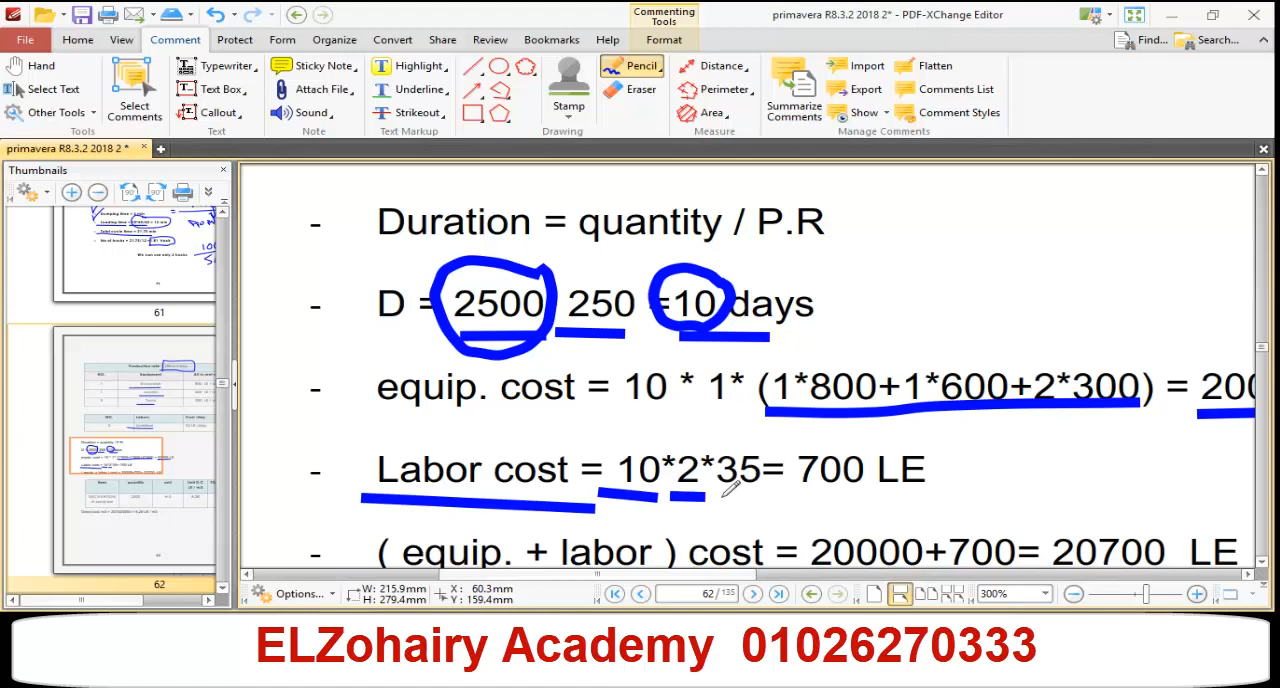 Commenting
Tools
primavera R8.3.2 2018 2* - PDF-XChange Editor
File Home View Comment Protect Form Organize Convert Share Review Bookmarks Help Format Find... Search...
Hand
Select Text
Other Tools
Tools
Select
Comments
Typewriter
Text Box
Callout
Text
Sticky Note
Attach File
Sound
Note
Highlight
Underline
Strikeout
Text Markup
Drawing
Stamp
Pencil
Eraser
Distance
Perimeter
Area
Measure
Summarize
Comments
Import
Export
Show
Flatten
Comments List
Comment Styles
Manage Comments
primavera R8.3.2 2018 2 *
Thumbnails
61
62
- Duration = quantity / P.R
- D = 2500 250 =10 days
- equip. cost = 10 * 1* (1*800+1*600+2*300) = 200
- Labor cost = 10*2*35= 700 LE
- ( equip. + labor ) cost = 20000+700= 20700 LE
Options...
W: 215.9mm
H: 279.4mm
X: 60.3mm
Y: 159.4mm
62 / 135
300%
ELZohairy Academy 01026270333